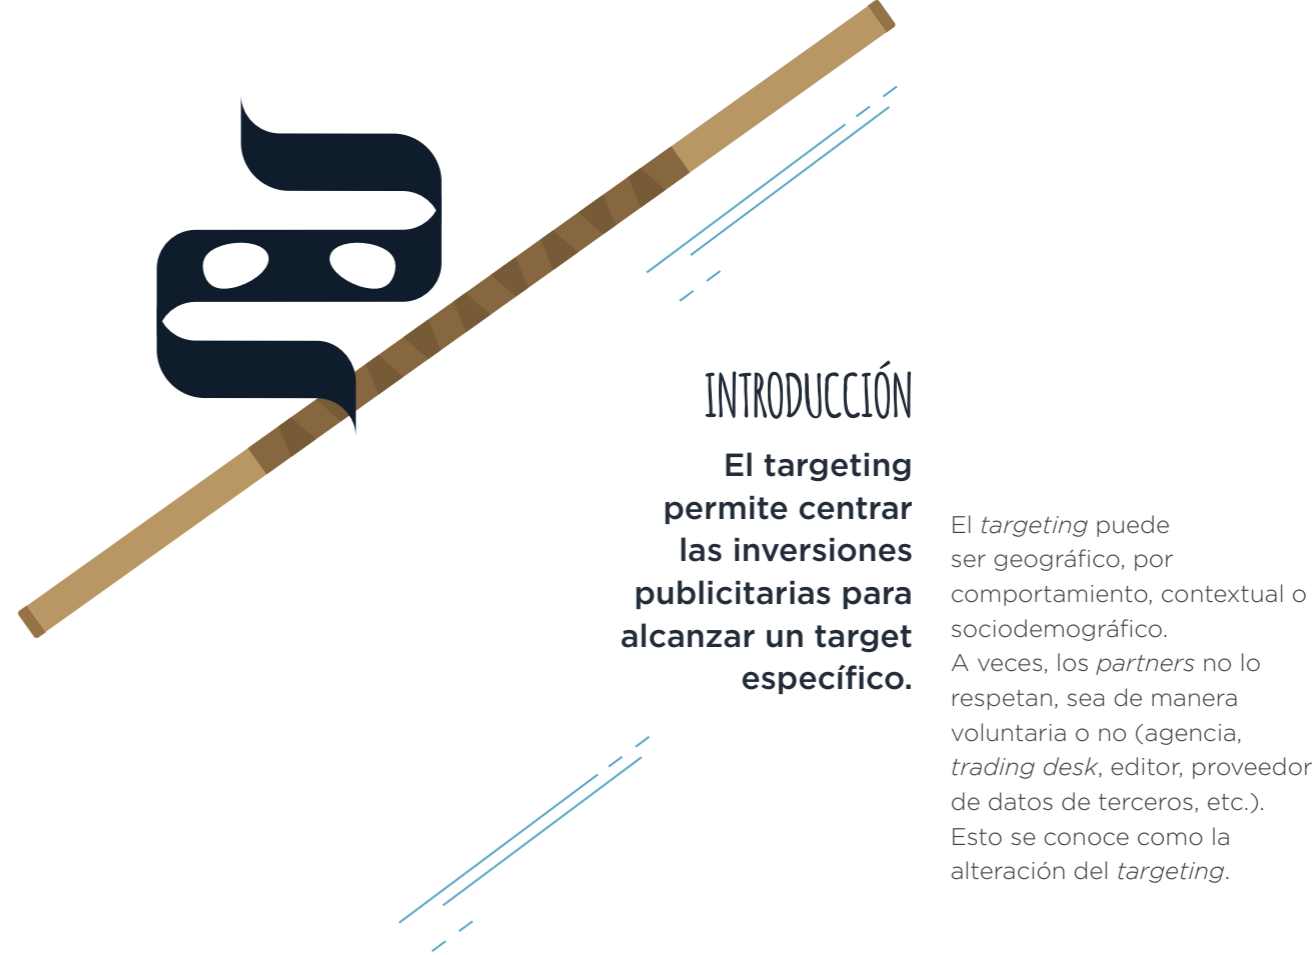 INTRODUCCIÓN
El targeting
permite centrar
las inversiones
publicitarias para
alcanzar un target
específico.
El targeting puede
ser geográfico, por
comportamiento, contextual o
sociodemográfico.
A veces, los partners no lo
respetan, sea de manera
voluntaria o no (agencia,
trading desk, editor, proveedor
de datos de terceros, etc.).
Esto se conoce como la
alteración del targeting.